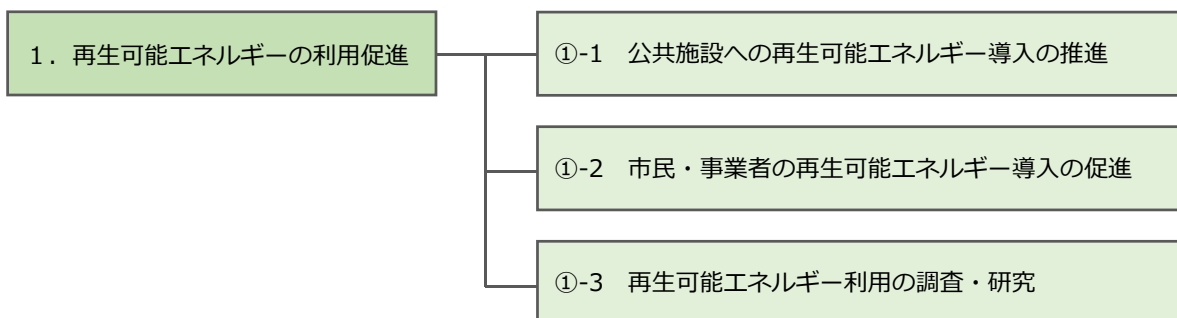 1．再生可能エネルギーの利用促進
①-1　公共施設への再生可能エネルギー導入の推進
①-2　市民・事業者の再生可能エネルギー導入の促進
①-3　再生可能エネルギー利用の調査・研究